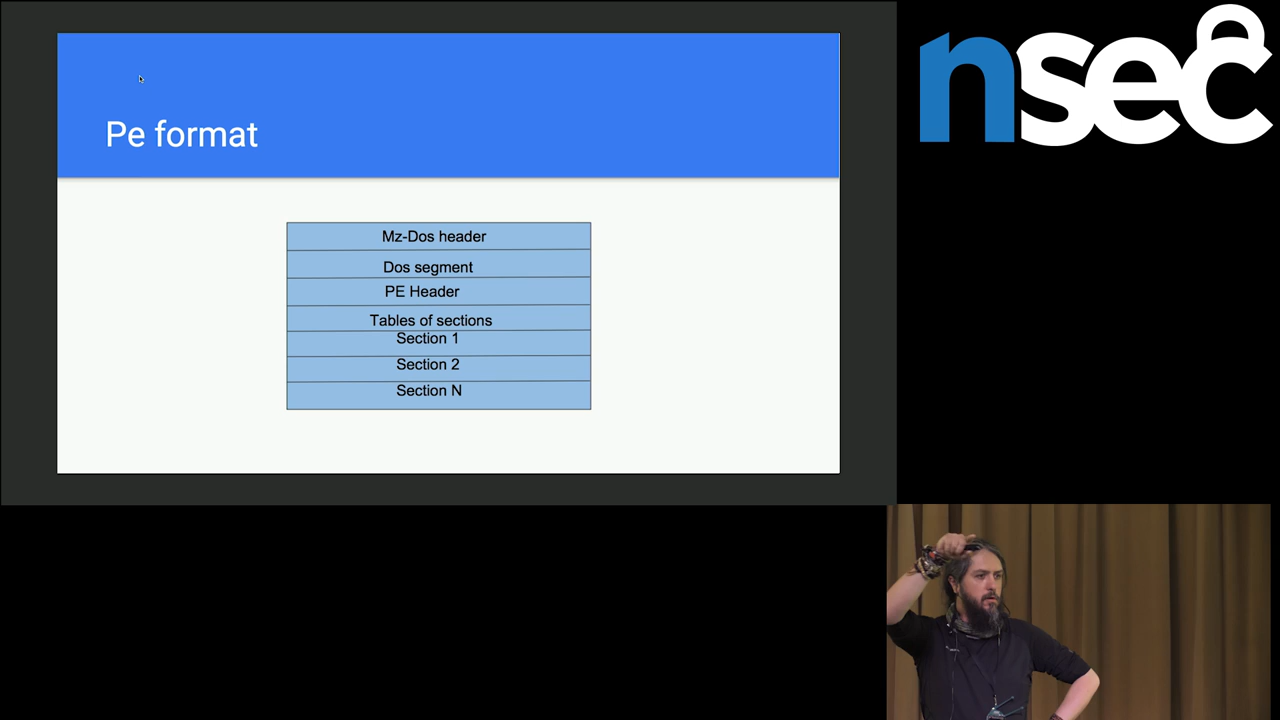 Pe format
Mz-Dos header
Dos segment
PE Header
Tables of sections
Section 1
Section 2
Section N
nsec